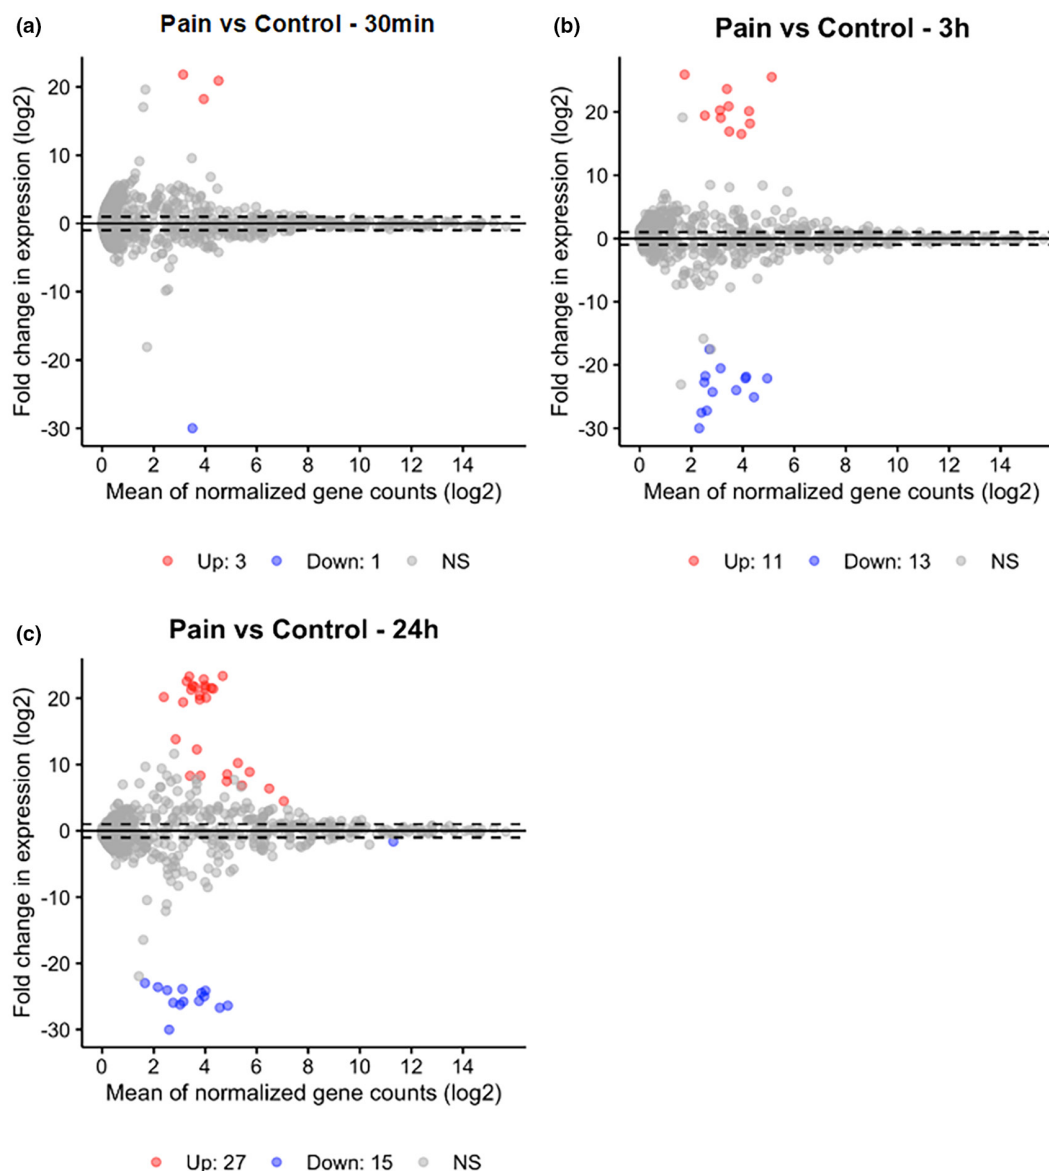 (a)
Pain vs Control - 30min
Fold change in expression (log2)
20
10
0
-10
-20
-30
0 2 4 6 8 10 12 14
Mean of normalized gene counts (log2)
Up: 3 Down: 1 NS
(b)
Pain vs Control - 3h
Fold change in expression (log2)
20
10
0
-10
-20
-30
0 2 4 6 8 10 12 14
Mean of normalized gene counts (log2)
Up: 11 Down: 13 NS
(c)
Pain vs Control - 24h
Fold change in expression (log2)
20
10
0
-10
-20
-30
0 2 4 6 8 10 12 14
Mean of normalized gene counts (log2)
Up: 27 Down: 15 NS